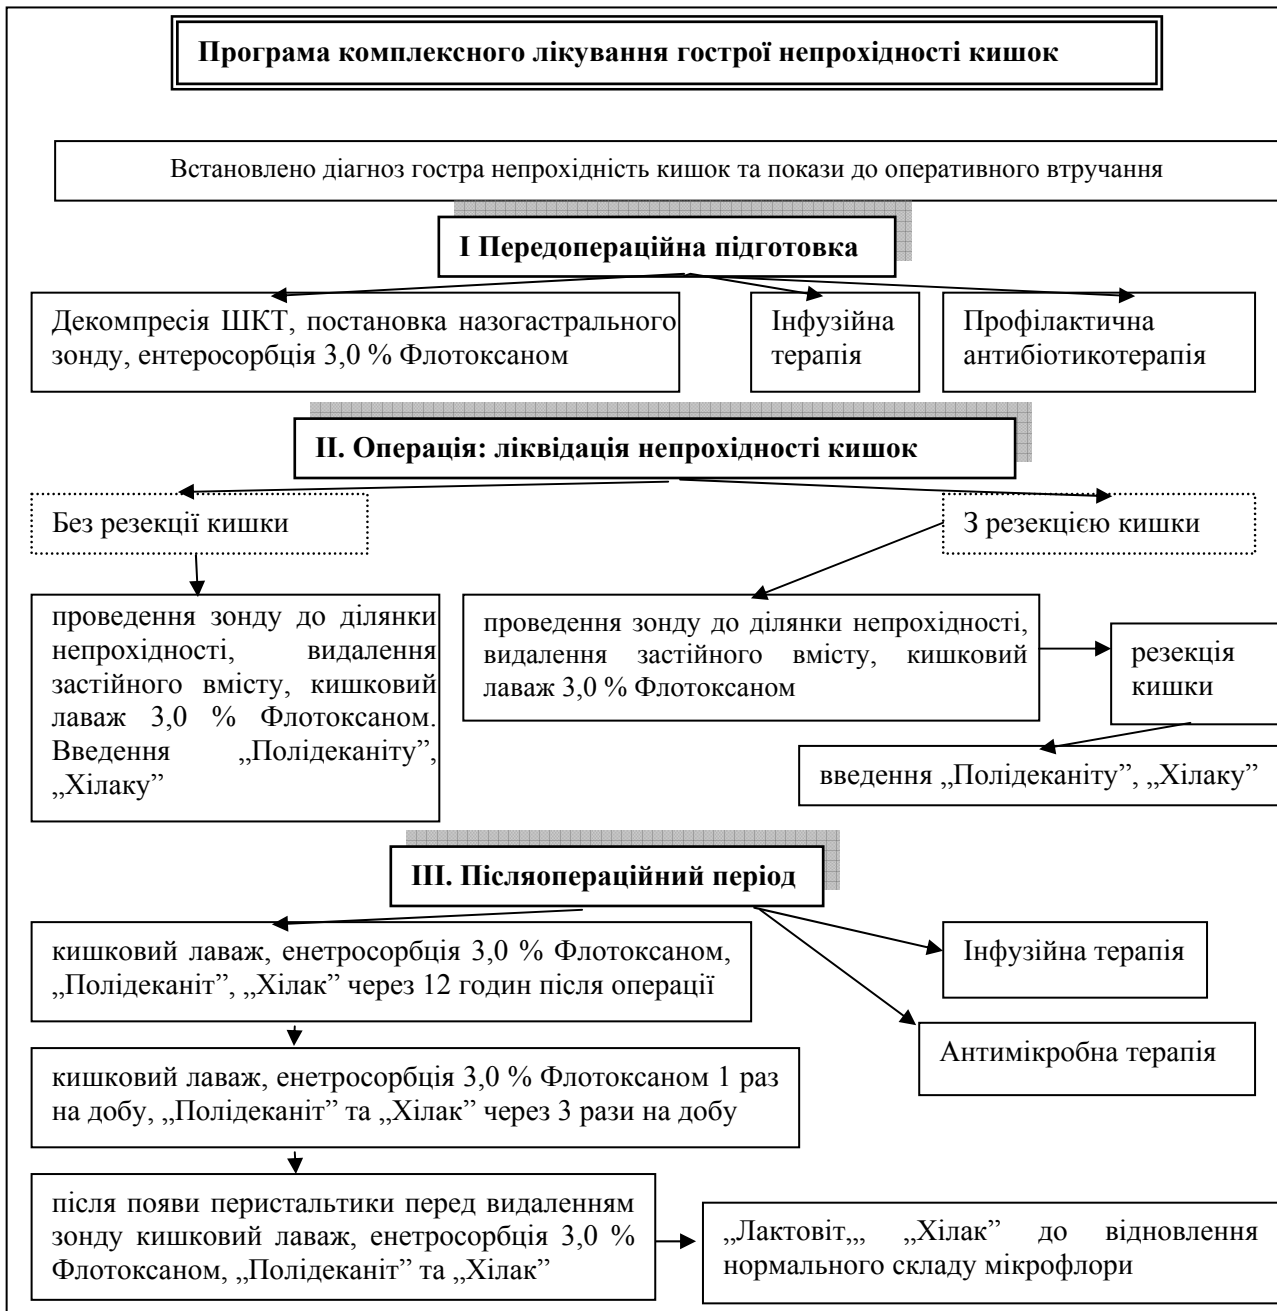 Програма комплексного лікування гострої непрохідності кишок
Встановлено діагноз гостра непрохідність кишок та покази до оперативного втручання
І Передопераційна підготовка
Декомпресія ШКТ, постановка назогастрального
зонду, ентеросорбція 3,0 % Флотоксаном
Інфузійна
терапія
Профілактична
антибіотикотерапія
ІІ. Операція: ліквідація непрохідності кишок
Без резекції кишки
З резекцією кишки
проведення зонду до ділянки
непрохідності, видалення
застійного вмісту, кишковий
лаваж 3,0 % Флотоксаном.
Введення „Полідеканіту”,
„Хілаку”
проведення зонду до ділянки непрохідності,
видалення застійного вмісту, кишковий
лаваж 3,0 % Флотоксаном
резекція
кишки
введення „Полідеканіту”, „Хілаку”
ІІІ. Післяопераційний період
кишковий лаваж, енетросорбція 3,0 % Флотоксаном,
„Полідеканіт”, „Хілак” через 12 годин після операції
Інфузійна терапія
Антимікробна терапія
кишковий лаваж, енетросорбція 3,0 % Флотоксаном 1 раз
на добу, „Полідеканіт” та „Хілак” через 3 рази на добу
після появи перистальтики перед видаленням
зонду кишковий лаваж, енетросорбція 3,0 %
Флотоксаном, „Полідеканіт” та „Хілак”
„Лактовіт„, „Хілак” до відновлення
нормального складу мікрофлори